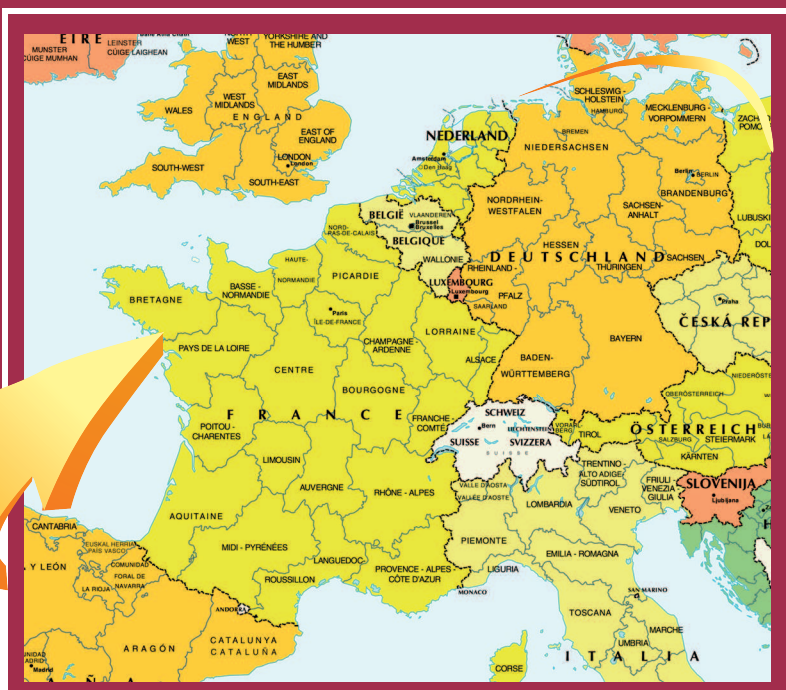 ÉIRE
MUNSTER
CÚIGE MUMHAN
LEINSTER
CÚIGE LAIGHEAN
WEST
YORKSHIRE AND
THE HUMBER
EAST
MIDLANDS
WEST
MIDLANDS
WALES
ENGLAND
EAST OF
ENGLAND
LONDON
London
SOUTH-WEST
SOUTH-EAST
NEDERLAND
Amsterdam
Den Haag
SCHLESWIG -
HOLSTEIN
HAMBURG
MECKLENBURG -
VORPOMMERN
BREMEN
NIEDERSACHSEN
Berlin
BERLIN
BRANDENBURG
SACHSEN-
ANHALT
NORDRHEIN-
WESTFALEN
LUBUSKI
DOL
BELGIË
VLAANDEREN
Brussel
Bruxelles
BELGIQUE
WALLONIE
NORD-
PAS-DE-CALAIS
HESSEN
DEUTSCHLAND
SACHSEN
THÜRINGEN
RHEINLAND -
PFALZ
LUXEMBOURG
Luxembourg
SAARLAND
HAUTE-
NORMANDIE
PICARDIE
BASSE -
NORMANDIE
BRETAGNE
Paris
ÎLE-DE-FRANCE
LORRAINE
CHAMPAGNE -
ARDENNE
ALSACE
PAYS DE LA LOIRE
CENTRE
BOURGOGNE
BADEN-
WÜRTTEMBERG
BAYERN
Praha
ČESKÁ REP
NIEDERÖSTE
OBERÖSTERREICH
FRANCE
FRANCHE -
COMTÉ
POITOU -
CHARENTES
SCHWEIZ
Bern
LIECHTENSTEIN
SUISSE
SVIZZERA
SUISSE
VORARL-
BERG
TIROL
ÖSTERREICH
SALZBURG
STEIERMARK
KÄRNTEN
LIMOUSIN
AUVERGNE
RHÔNE - ALPES
VALLE D'AOSTA
VALLÉE D'AOSTE
TRENTINO
ALTO ADIGE-
SÜDTIROL
FRIULI
VENEZIA
GIULIA
SLOVENIJA
Ljubljana
LOMBARDIA
VENETO
AQUITAINE
PIEMONTE
EMILIA - ROMAGNA
CANTABRIA
EUSKAL HERRIA
PAÍS VASCO
MIDI - PYRÉNÉES
LANGUEDOC-
ROUSSILLON
PROVENCE - ALPES
CÔTE D'AZUR
LIGURIA
MONACO
Y LEÓN
COMUNIDAD
FORAL DE
NAVARRA
LA RIOJA
SAN MARINO
ANDORRA
TOSCANA
MARCHE
UMBRIA
ARAGÓN
CATALUNYA
CATALUÑA
Madrid
CORSE
ITALIA